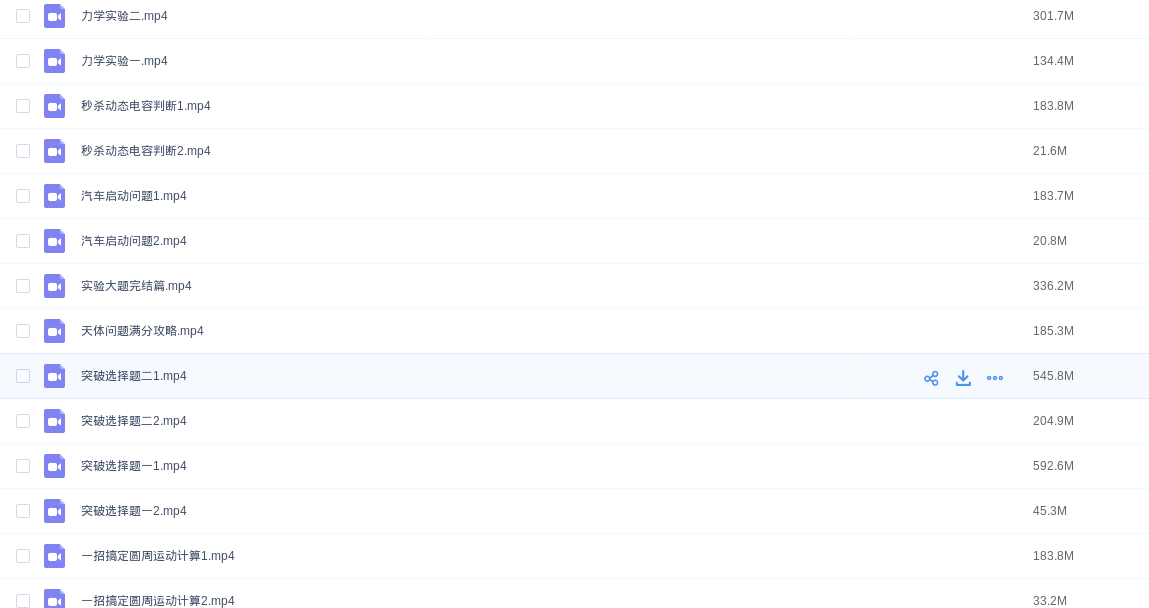 力学实验二.mp4 301.7M
力学实验一.mp4 134.4M
秒杀动态电容判断1.mp4 183.8M
秒杀动态电容判断2.mp4 21.6M
汽车启动问题1.mp4 183.7M
汽车启动问题2.mp4 20.8M
实验大题完结篇.mp4 336.2M
天体问题满分攻略.mp4 185.3M
突破选择题二1.mp4 545.8M
突破选择题二2.mp4 204.9M
突破选择题一1.mp4 592.6M
突破选择题一2.mp4 45.3M
一招搞定圆周运动计算1.mp4 183.8M
一招搞定圆周运动计算2.mp4 33.2M